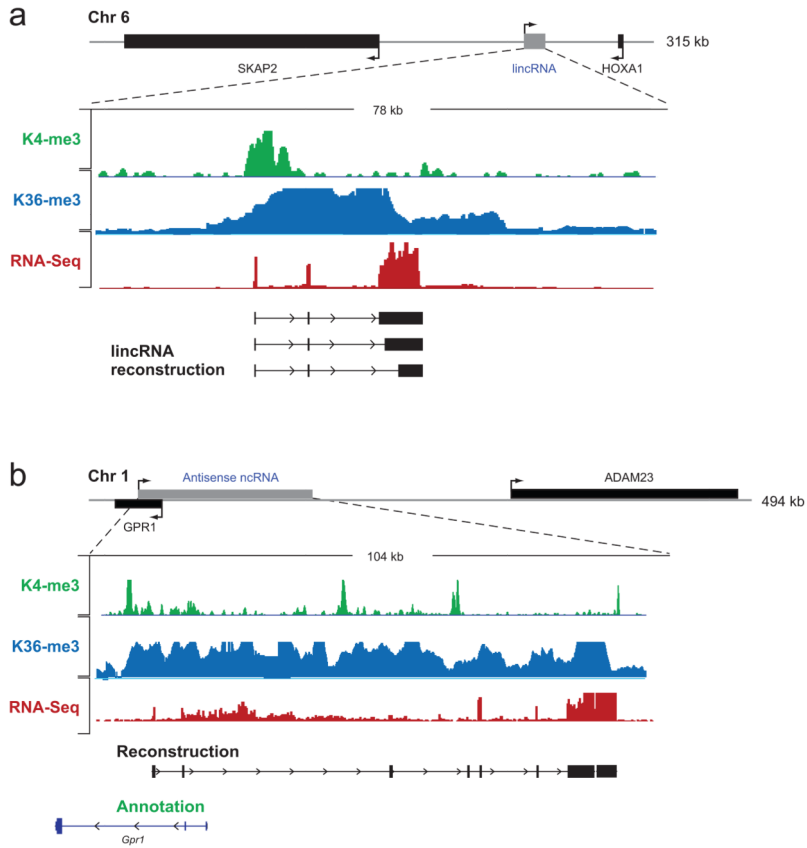 a
Chr 6
315 kb
SKAP2
lincRNA
HOXA1
78 kb
K4-me3
K36-me3
RNA-Seq
lincRNA
reconstruction
b
Chr 1
Antisense ncRNA
ADAM23
494 kb
GPR1
104 kb
K4-me3
K36-me3
RNA-Seq
Reconstruction
Annotation
Gpr1